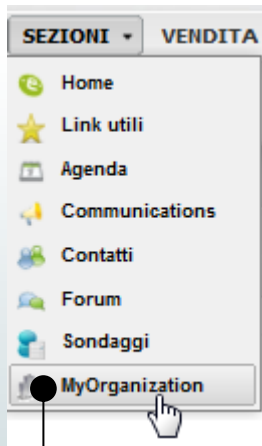 SEZIONI VENDITA
Home
Link utili
Agenda
Communications
Contatti
Forum
Sondaggi
MyOrganization